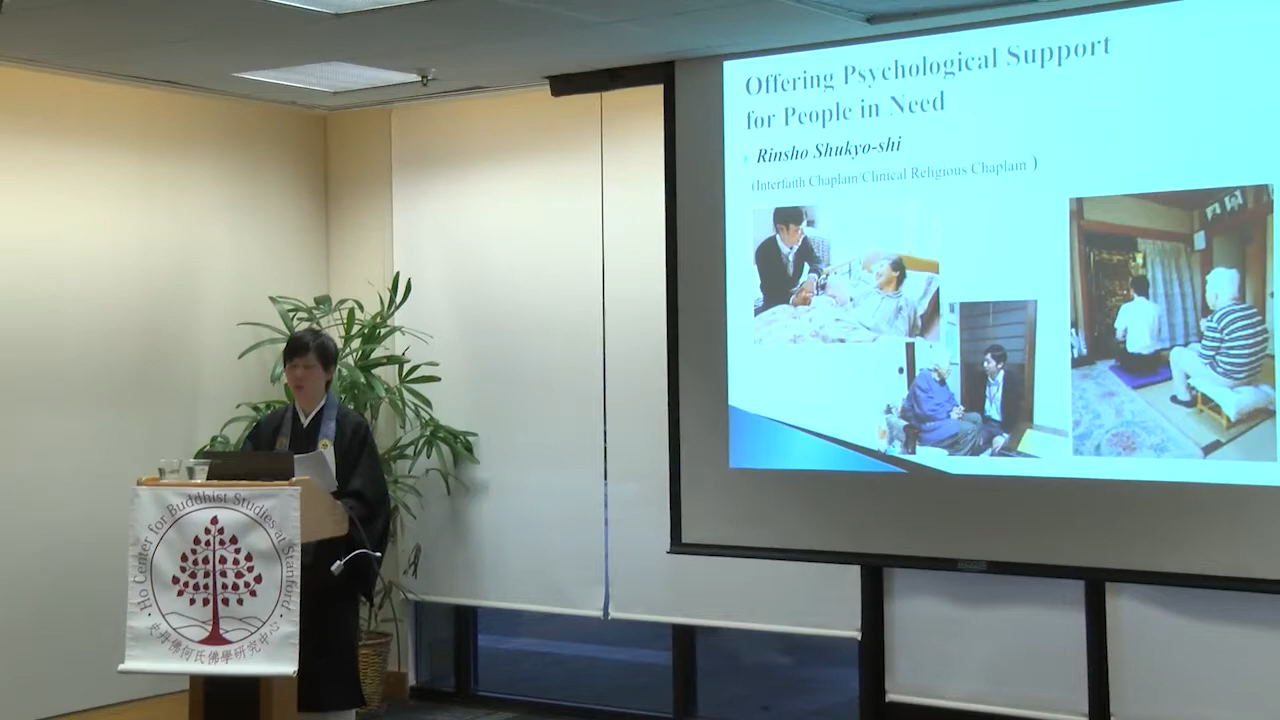 Offering Psychological Support
for People in Need
Rinsho Shukyo-shi
(Interfaith Chaplain/Clinical Religious Chaplain )
· Ho Center for Buddhist Studies at Stanford ·
史丹佛何氏佛學研究中心